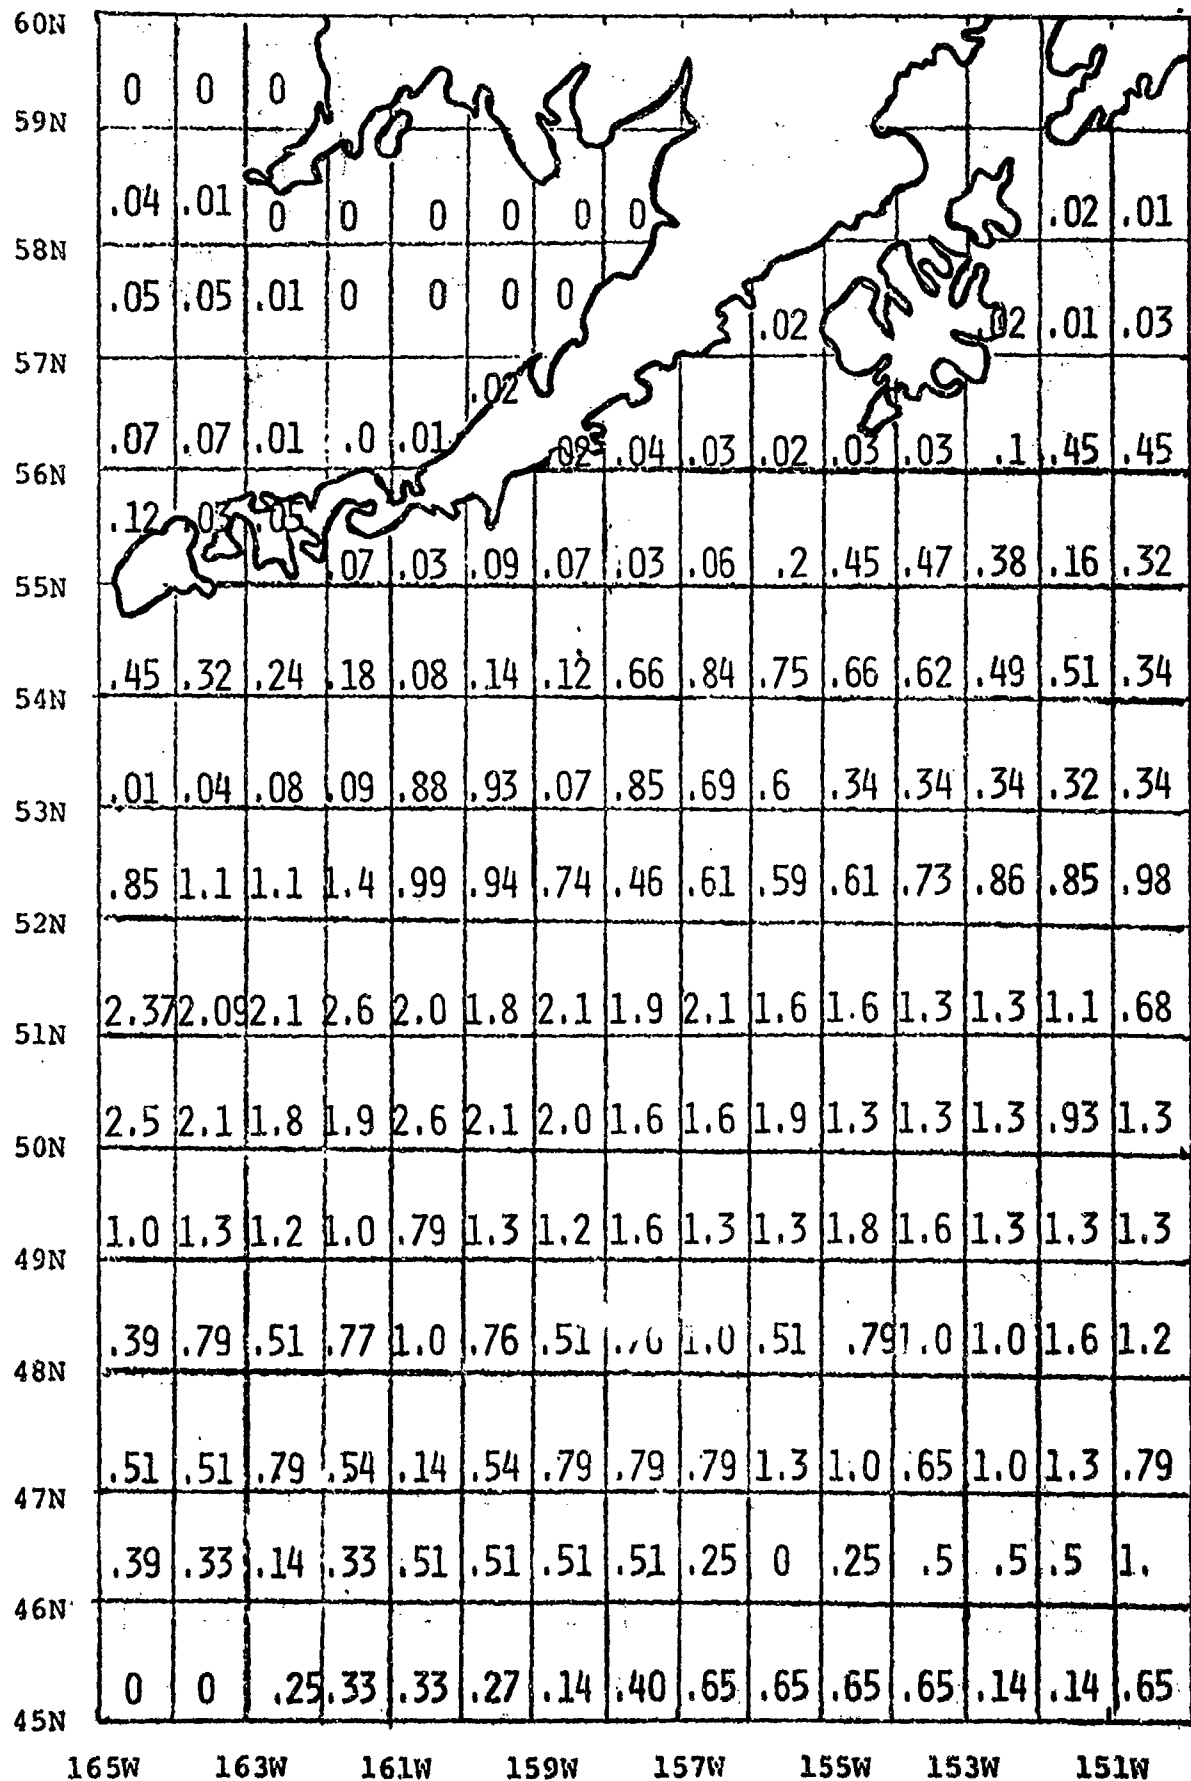 60N
0 0 0
59N
.04 .01 0 0 0 0 0 0 .02 .01
58N
.05 .05 .01 0 0 0 0 .02 .02 .01 .03
57N
.02
.07 .07 .01 .0 .01 .02 .04 .03 .02 .03 .03 .1 .45 .45
56N
.12 .03 .05
.07 .03 .09 .07 .03 .06 .2 .45 .47 .38 .16 .32
55N
.45 .32 .24 .18 .08 .14 .12 .66 .84 .75 .66 .62 .49 .51 .34
54N
.01 .04 .08 .09 .88 .93 .07 .85 .69 .6 .34 .34 .34 .32 .34
53N
.85 1.1 1.1 1.4 .99 .94 .74 .46 .61 .59 .61 .73 .86 .85 .98
52N
2.37 2.09 2.1 2.6 2.0 1.8 2.1 1.9 2.1 1.6 1.6 1.3 1.3 1.1 .68
51N
2.5 2.1 1.8 1.9 2.6 2.1 2.0 1.6 1.6 1.9 1.3 1.3 1.3 .93 1.3
50N
1.0 1.3 1.2 1.0 .79 1.3 1.2 1.6 1.3 1.3 1.8 1.6 1.3 1.3 1.3
49N
.39 .79 .51 .77 1.0 .76 .51 1.0 .51 .79 1.0 1.0 1.6 1.2
48N
.51 .51 .79 .54 .14 .54 .79 .79 .79 1.3 1.0 .65 1.0 1.3 .79
47N
.39 .33 .14 .33 .51 .51 .51 .51 .25 0 .25 .5 .5 .5 1.
46N
0 0 .25 .33 .33 .27 .14 .40 .65 .65 .65 .65 .14 .14 .65
45N
165W 163W 161W 159W 157W 155W 153W 151W